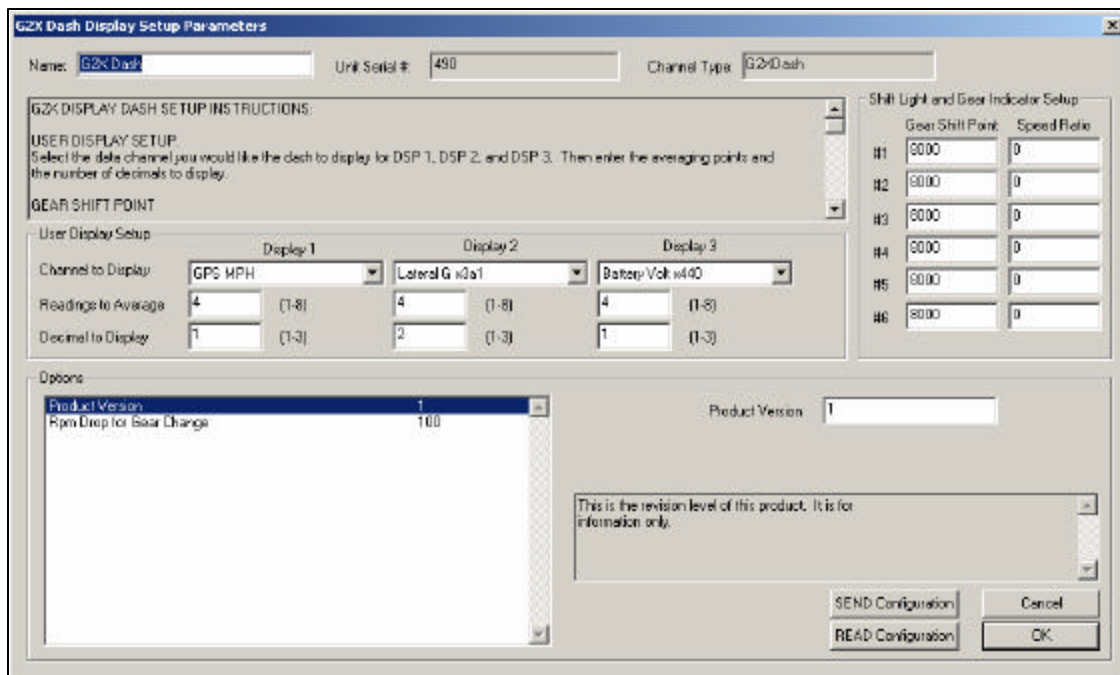 G2X Dash Display Setup Parameters
Name: G2X Dash Unit Serial #: 490 Channel Type: G2XDash
G2X DISPLAY DASH SETUP INSTRUCTIONS:
USER DISPLAY SETUP
Select the data channel you would like the dash to display for DSP 1, DSP 2, and DSP 3. Then enter the averaging points and
the number of decimals to display.
GEAR SHIFT POINT
Shift Light and Gear Indicator Setup
Gear Shift Point Speed Ratio
#1 8000 0
#2 8000 0
#3 8000 0
#4 8000 0
#5 8000 0
#6 8000 0
User Display Setup
Display 1 Display 2 Display 3
Channel to Display GPS MPH Lateral G x3a1 Battery Volt x440
Readings to Average 4 (1-8) 4 (1-8) 4 (1-8)
Decimal to Display 1 (1-3) 2 (1-3) 1 (1-3)
Options
Product Version 1
Rpm Drop for Gear Change 100
Product Version 1
This is the revision level of this product. It is for
information only.
SEND Configuration Cancel
READ Configuration OK